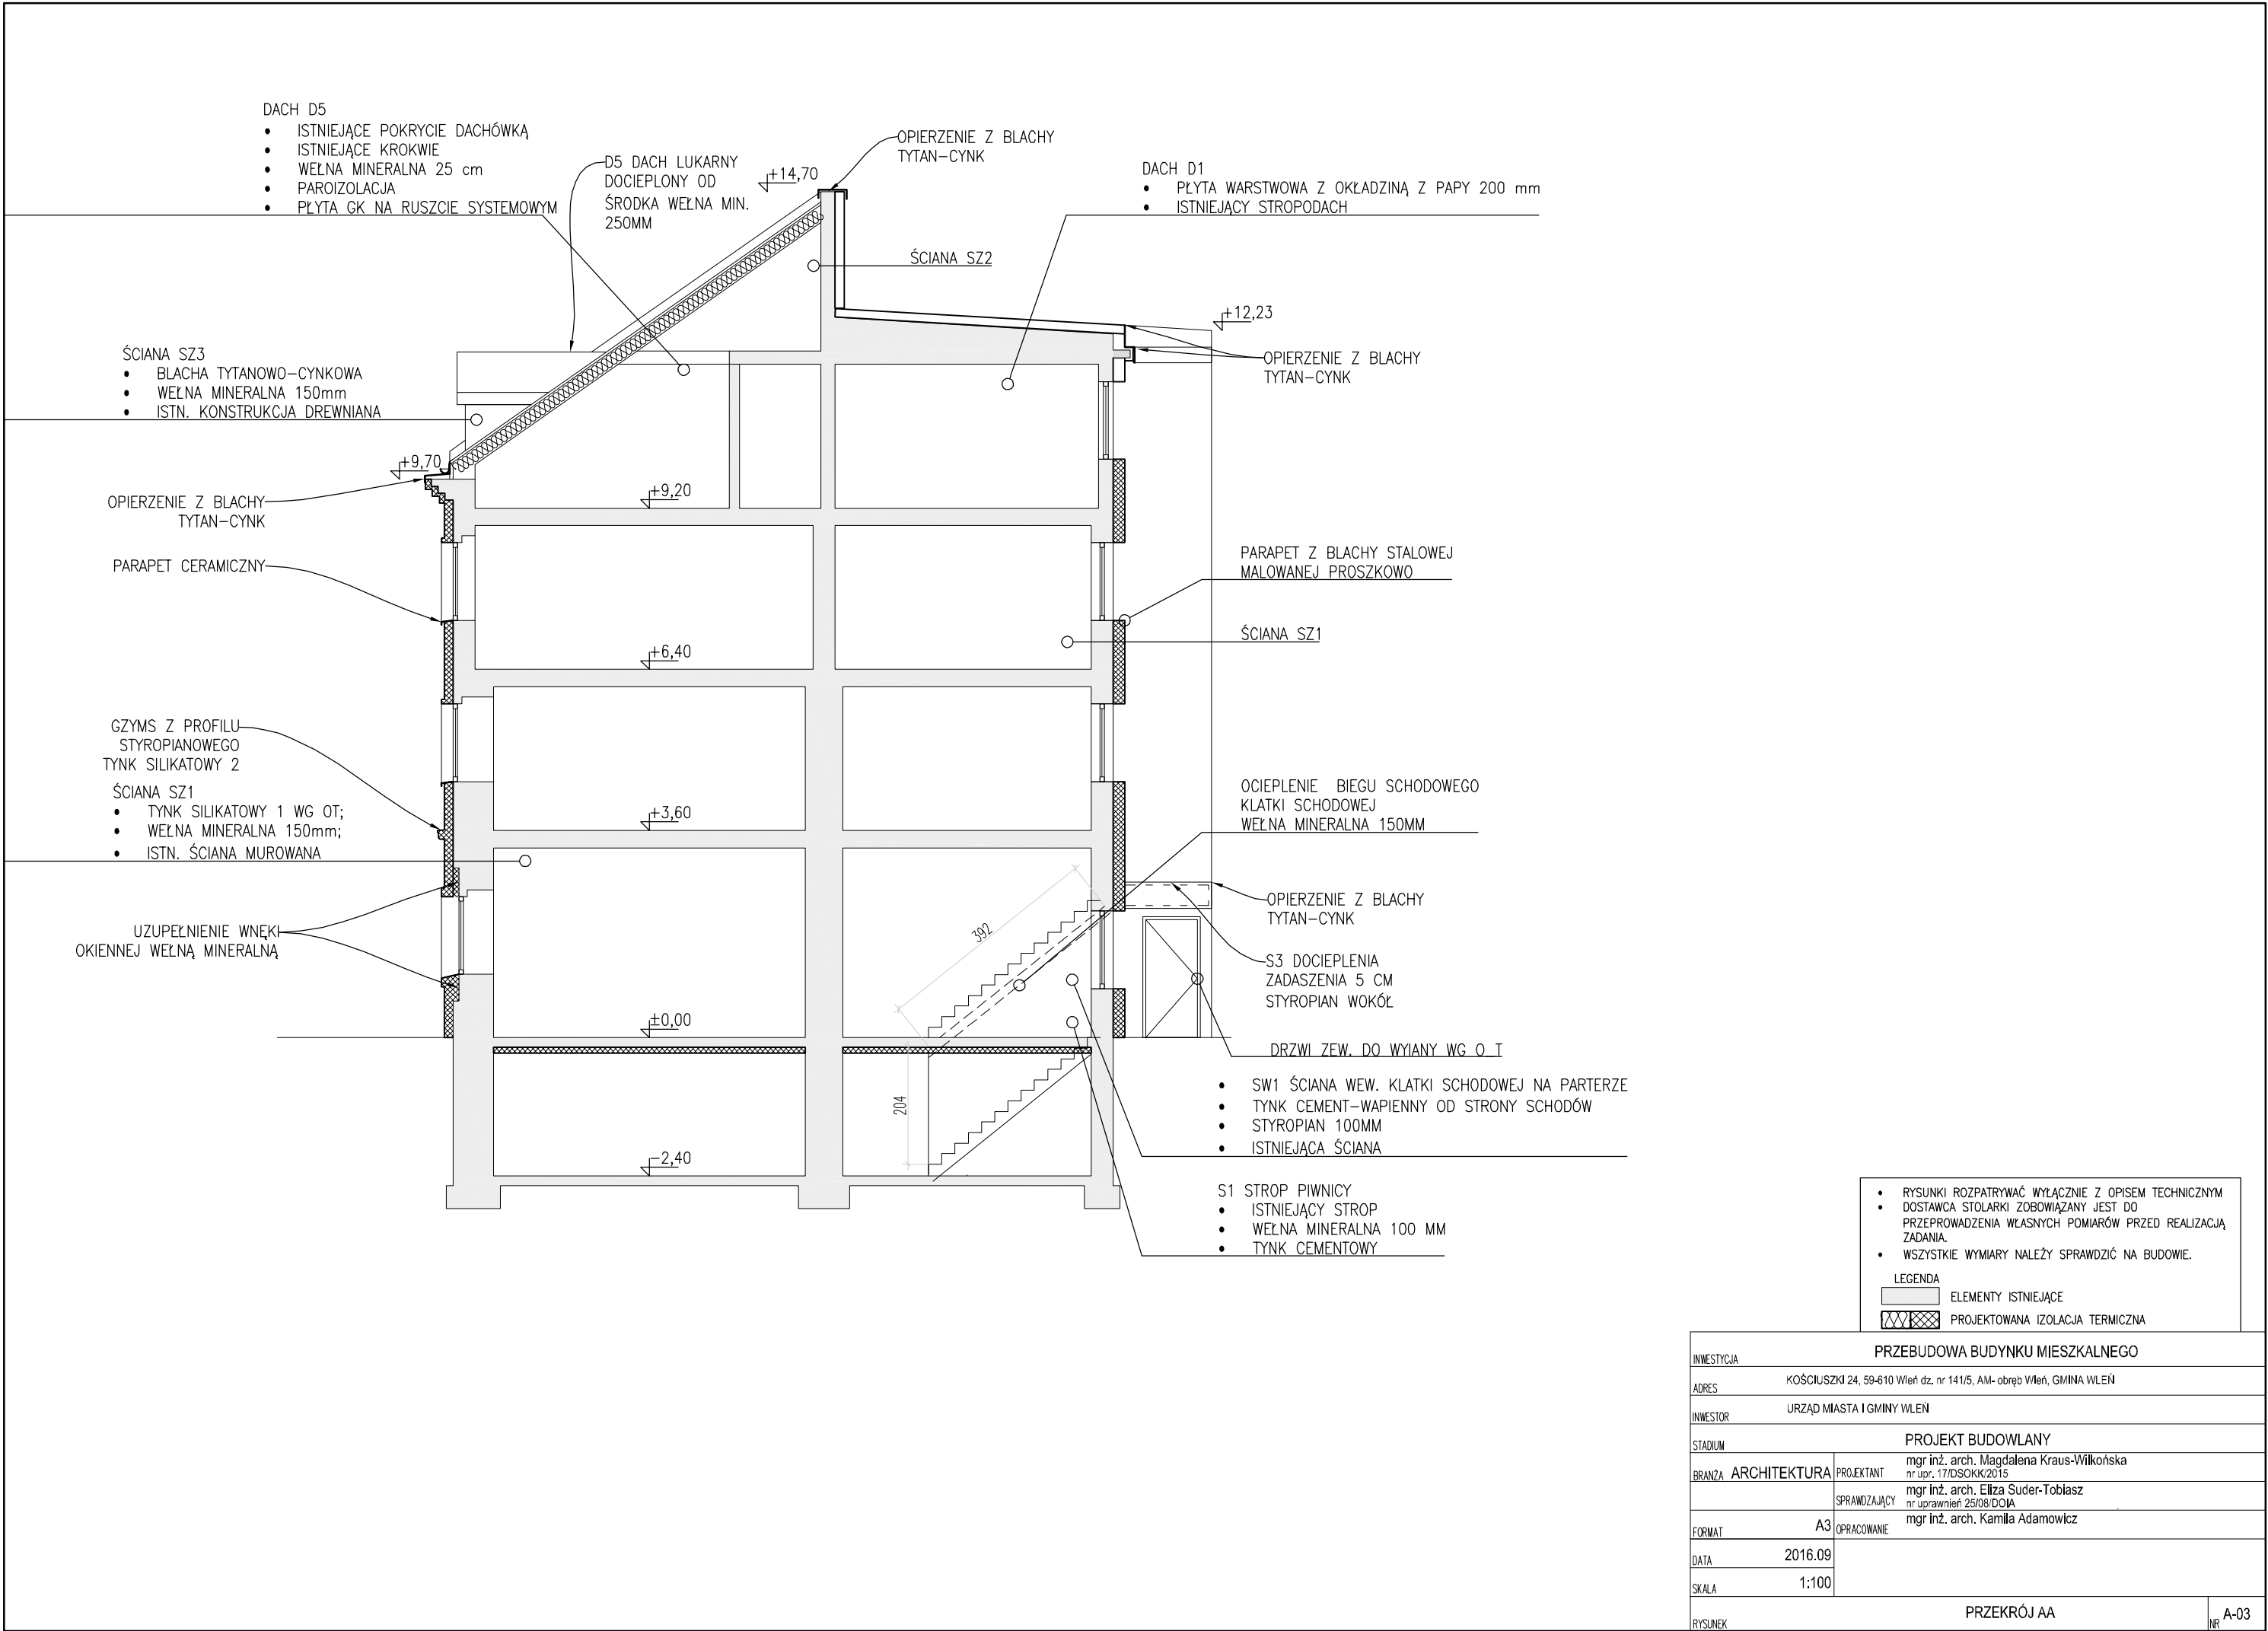 DACH D5
• ISTNIEJĄCE POKRYCIE DACHÓWKĄ
• ISTNIEJĄCE KROKWIE
• WEŁNA MINERALNA 25 cm
• PAROIZOLACJA
• PŁYTA GK NA RUSZCIE SYSTEMOWYM
D5 DACH LUKARNY
DOCIEPLONY OD
ŚRODKA WEŁNA MIN.
250MM
+14,70
OPIERZENIE Z BLACHY
TYTAN-CYNK
DACH D1
• PŁYTA WARSTWOWA Z OKŁADZINĄ Z PAPY 200 mm
• ISTNIEJĄCY STROPODACH
ŚCIANA SZ2
+12,23
OPIERZENIE Z BLACHY
TYTAN-CYNK
ŚCIANA SZ3
• BLACHA TYTANOWO-CYNKOWA
• WEŁNA MINERALNA 150mm
• ISTN. KONSTRUKCJA DREWNIANA
+9,70
OPIERZENIE Z BLACHY
TYTAN-CYNK
+9,20
PARAPET CERAMICZNY
PARAPET Z BLACHY STALOWEJ
MALOWANEJ PROSZKOWO
ŚCIANA SZ1
+6,40
GZYMS Z PROFILU
STYROPIANOWEGO
TYNK SILIKATOWY 2
ŚCIANA SZ1
• TYNK SILIKATOWY 1 WG OT;
• WEŁNA MINERALNA 150mm;
• ISTN. ŚCIANA MUROWANA
+3,60
OCIEPLENIE BIEGU SCHODOWEGO
KLATKI SCHODOWEJ
WEŁNA MINERALNA 150MM
UZUPEŁNIENIE WNĘKI
OKIENNEJ WEŁNĄ MINERALNĄ
392
OPIERZENIE Z BLACHY
TYTAN-CYNK
S3 DOCIEPLENIA
ZADASZENIA 5 CM
STYROPIAN WOKÓŁ
±0,00
DRZWI ZEW. DO WYIANY WG O_T
204
• SW1 ŚCIANA WEW. KLATKI SCHODOWEJ NA PARTERZE
• TYNK CEMENT-WAPIENNY OD STRONY SCHODÓW
• STYROPIAN 100MM
• ISTNIEJĄCA ŚCIANA
-2,40
S1 STROP PIWNICY
• ISTNIEJĄCY STROP
• WEŁNA MINERALNA 100 MM
• TYNK CEMENTOWY
• RYSUNKI ROZPATRYWAĆ WYŁĄCZNIE Z OPISEM TECHNICZNYM
• DOSTAWCA STOLARKI ZOBOWIĄZANY JEST DO
PRZEPROWADZENIA WŁASNYCH POMIARÓW PRZED REALIZACJĄ
ZADANIA.
• WSZYSTKIE WYMIARY NALEŻY SPRAWDZIĆ NA BUDOWIE.
LEGENDA
ELEMENTY ISTNIEJĄCE
PROJEKTOWANA IZOLACJA TERMICZNA
INWESTYCJA PRZEBUDOWA BUDYNKU MIESZKALNEGO
ADRES KOŚCIUSZKI 24, 59-610 Wleń dz. nr 141/5, AM- obręb Wleń, GMINA WLEŃ
INWESTOR URZĄD MIASTA I GMINY WLEŃ
STADIUM PROJEKT BUDOWLANY
BRANŻA ARCHITEKTURA PROJEKTANT mgr inż. arch. Magdalena Kraus-Wilkońska
nr upr. 17/DSOKK/2015
SPRAWDZAJĄCY mgr inż. arch. Eliza Suder-Tobiasz
nr uprawnień 25/08/DOIA
FORMAT A3 OPRACOWANIE mgr inż. arch. Kamila Adamowicz
DATA 2016.09
SKALA 1:100
RYSUNEK PRZEKRÓJ AA NR A-03